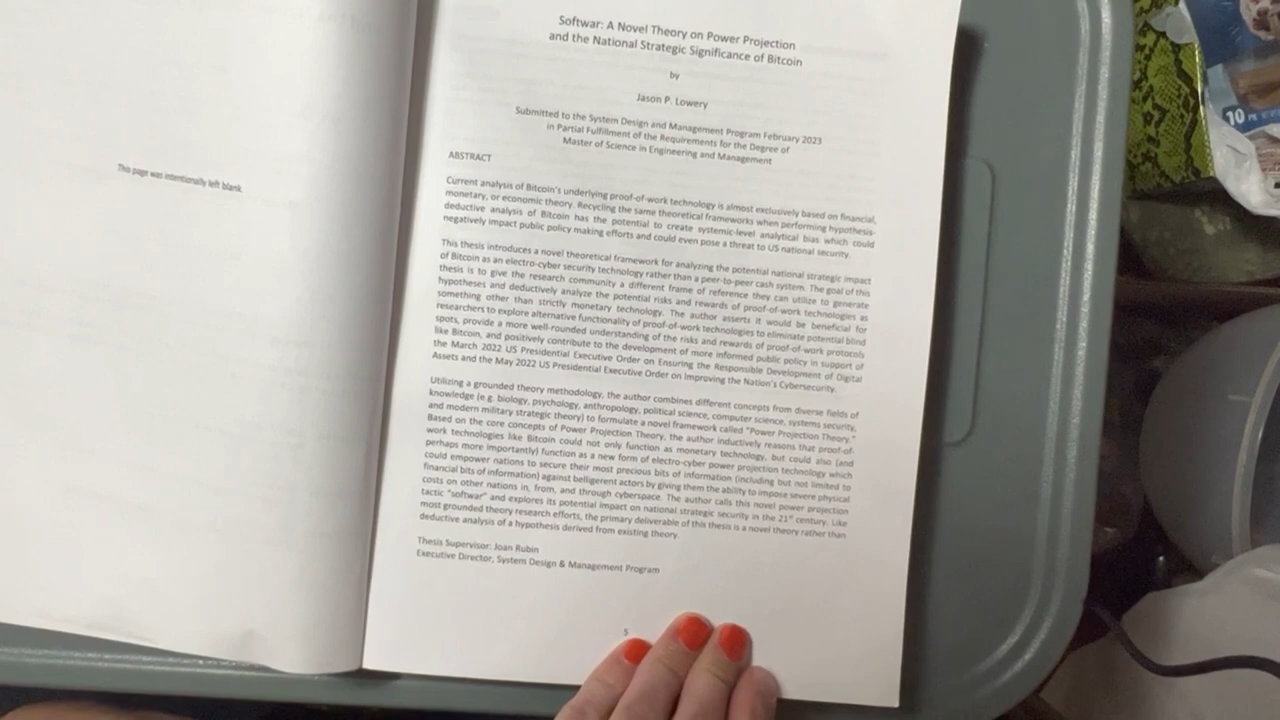 This page was intentionally left blank.
Softwar: A Novel Theory on Power Projection
and the National Strategic Significance of Bitcoin
by
Jason P. Lowery
Submitted to the System Design and Management Program February 2023
in Partial Fulfillment of the Requirements for the Degree of
Master of Science in Engineering and Management
ABSTRACT
Current analysis of Bitcoin's underlying proof-of-work technology is almost exclusively based on financial,
monetary, or economic theory. Recycling the same theoretical frameworks when performing hypothesis-
deductive analysis of Bitcoin has the potential to create systemic-level analytical bias which could
negatively impact public policy making efforts and could even pose a threat to US national security.
This thesis introduces a novel theoretical framework for analyzing the potential national strategic impact
of Bitcoin as an electro-cyber security technology rather than a peer-to-peer cash system. The goal of this
thesis is to give the research community a different frame of reference they can utilize to generate
hypotheses and deductively analyze the potential risks and rewards of proof-of-work technologies as
something other than strictly monetary technology. The author asserts it would be beneficial for
researchers to explore alternative functionality of proof-of-work technologies to eliminate potential blind
spots, provide a more well-rounded understanding of the risks and rewards of proof-of-work protocols
like Bitcoin, and positively contribute to the development of more informed public policy in support of
the March 2022 US Presidential Executive Order on Ensuring the Responsible Development of Digital
Assets and the May 2022 US Presidential Executive Order on Improving the Nation's Cybersecurity.
Utilizing a grounded theory methodology, the author combines different concepts from diverse fields of
knowledge (e.g. biology, psychology, anthropology, political science, computer science, systems security,
and modern military strategic theory) to formulate a novel framework called "Power Projection Theory."
Based on the core concepts of Power Projection Theory, the author inductively reasons that proof-of-
work technologies like Bitcoin could not only function as monetary technology, but could also (and
perhaps more importantly) function as a new form of electro-cyber power projection technology which
could empower nations to secure their most precious bits of information (including but not limited to
financial bits of information) against belligerent actors by giving them the ability to impose severe physical
costs on other nations in, from, and through cyberspace. The author calls this novel power projection
tactic "softwar" and explores its potential impact on national strategic security in the 21st century. Like
most grounded theory research efforts, the primary deliverable of this thesis is a novel theory rather than
deductive analysis of a hypothesis derived from existing theory.
Thesis Supervisor: Joan Rubin
Executive Director, System Design & Management Program
5
10